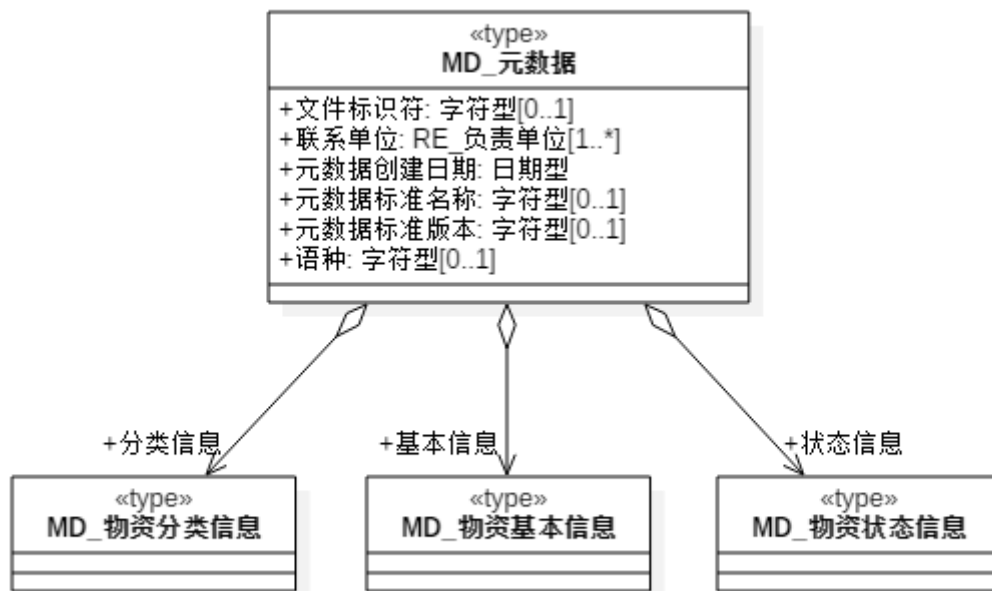 «type»
MD_元数据
+文件标识符: 字符型[0..1]
+联系单位: RE_负责单位[1..*]
+元数据创建日期: 日期型
+元数据标准名称: 字符型[0..1]
+元数据标准版本: 字符型[0..1]
+语种: 字符型[0..1]
+分类信息
+基本信息
+状态信息
«type»
MD_物资分类信息
«type»
MD_物资基本信息
«type»
MD_物资状态信息